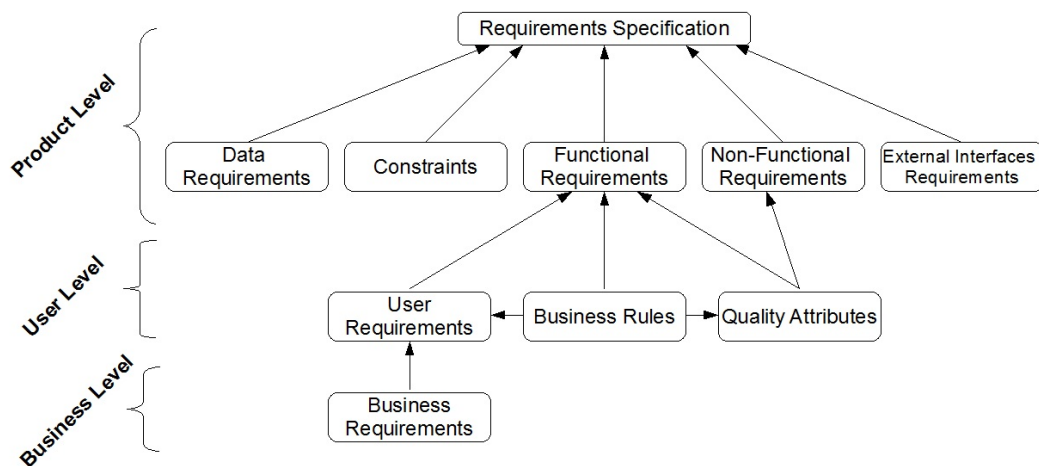 Requirements Specification
Product Level
Data
Requirements
Constraints
Functional
Requirements
Non-Functional
Requirements
External Interfaces
Requirements
User Level
User
Requirements
Business Rules
Quality Attributes
Business Level
Business
Requirements